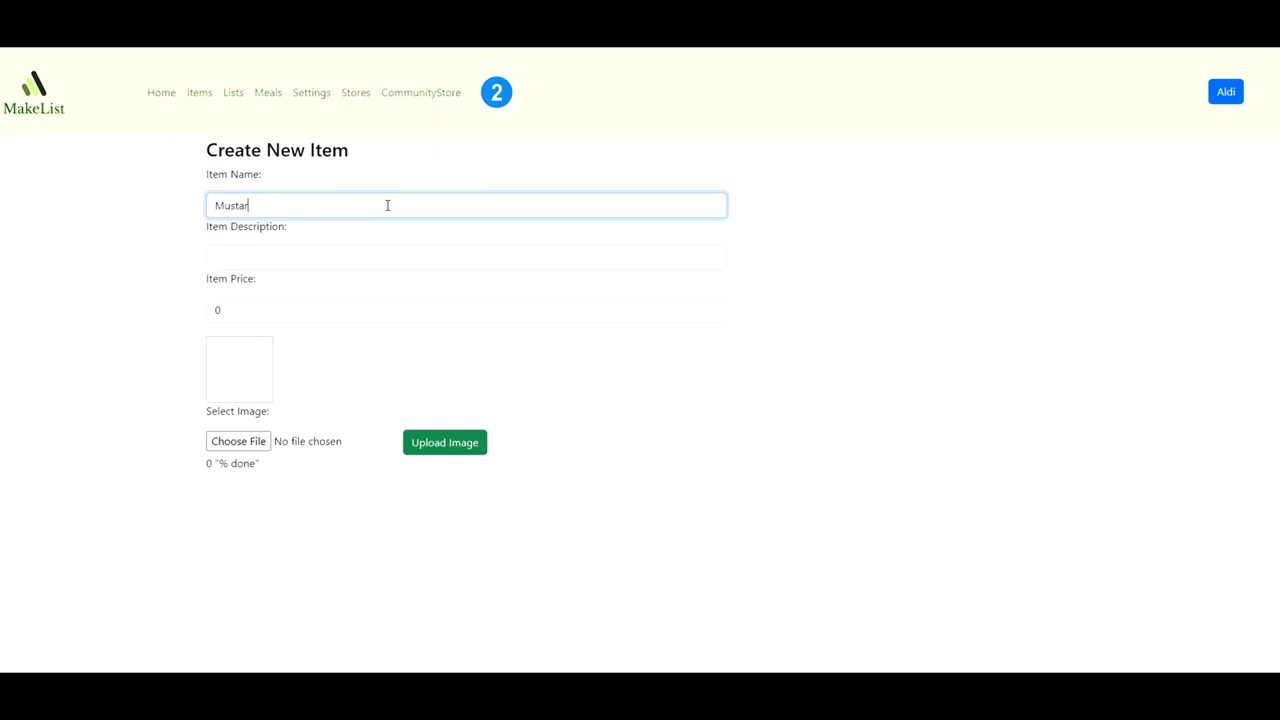 MakeList
Home Items Lists Meals Settings Stores CommunityStore 2 Aldi
Create New Item
Item Name:
Mustar
Item Description:
Item Price:
0
Select Image:
Choose File No file chosen Upload Image
0 "% done"